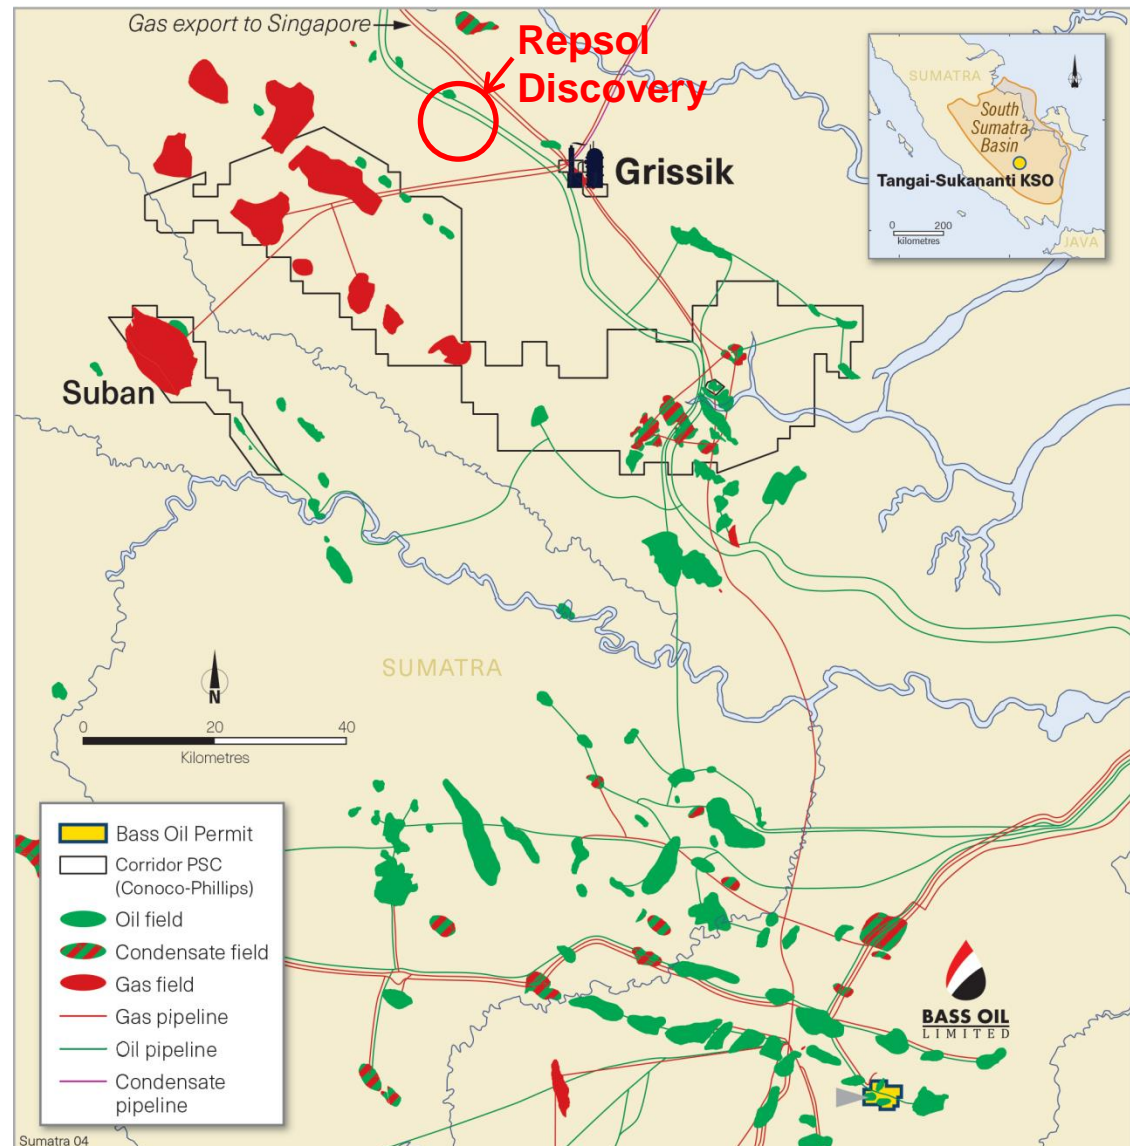 Gas export to Singapore
Repsol
Discovery
Grissik
Suban
SUMATRA
N
0 20 40
Kilometres
SUMATRA
N
South
Sumatra
Basin
Tangai-Sukananti KSO
0 200
kilometres
JAVA
Bass Oil Permit
Corridor PSC
(Conoco-Phillips)
Oil field
Condensate field
Gas field
Gas pipeline
Oil pipeline
Condensate
pipeline
BASS OIL
LIMITED
Sumatra 04